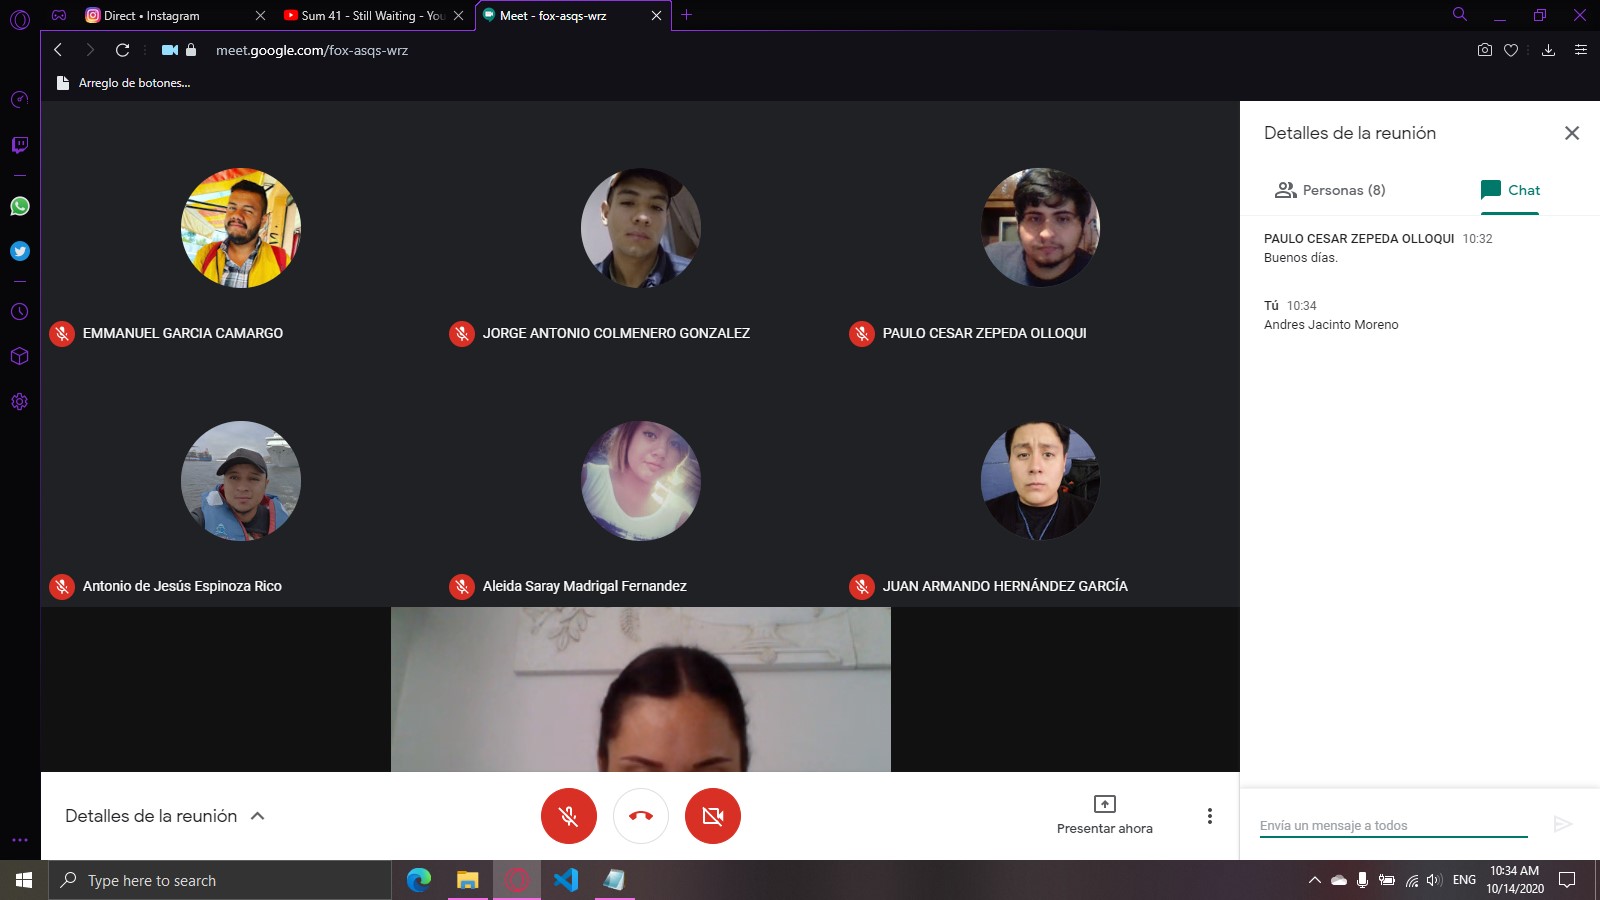 Direct • Instagram
Sum 41 - Still Waiting - You
Meet - fox-asqs-wrz
meet.google.com/fox-asqs-wrz
Arreglo de botones...
EMMANUEL GARCIA CAMARGO
JORGE ANTONIO COLMENERO GONZALEZ
PAULO CESAR ZEPEDA OLLOQUI
Antonio de Jesús Espinoza Rico
Aleida Saray Madrigal Fernandez
JUAN ARMANDO HERNÁNDEZ GARCÍA
Detalles de la reunión
Presentar ahora
Detalles de la reunión
Personas (8)
Chat
PAULO CESAR ZEPEDA OLLOQUI 10:32
Buenos días.
Tú 10:34
Andres Jacinto Moreno
Envía un mensaje a todos
Type here to search
ENG
10:34 AM
10/14/2020